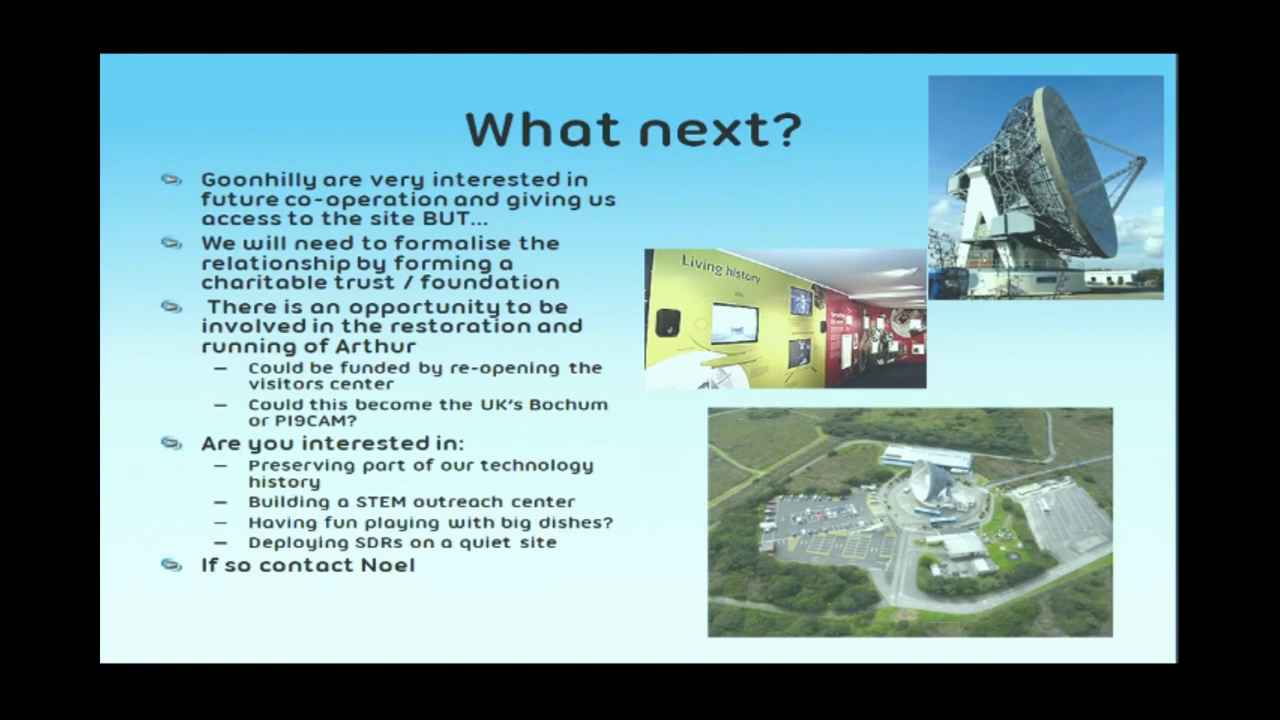 What next?
Goonhilly are very interested in
future co-operation and giving us
access to the site BUT...
We will need to formalise the
relationship by forming a
charitable trust / foundation
There is an opportunity to be
involved in the restoration and
running of Arthur
– Could be funded by re-opening the
visitors center
– Could this become the UK's Bochum
or PI9CAM?
Are you interested in:
– Preserving part of our technology
history
– Building a STEM outreach center
– Having fun playing with big dishes?
– Deploying SDRs on a quiet site
If so contact Noel
Living history